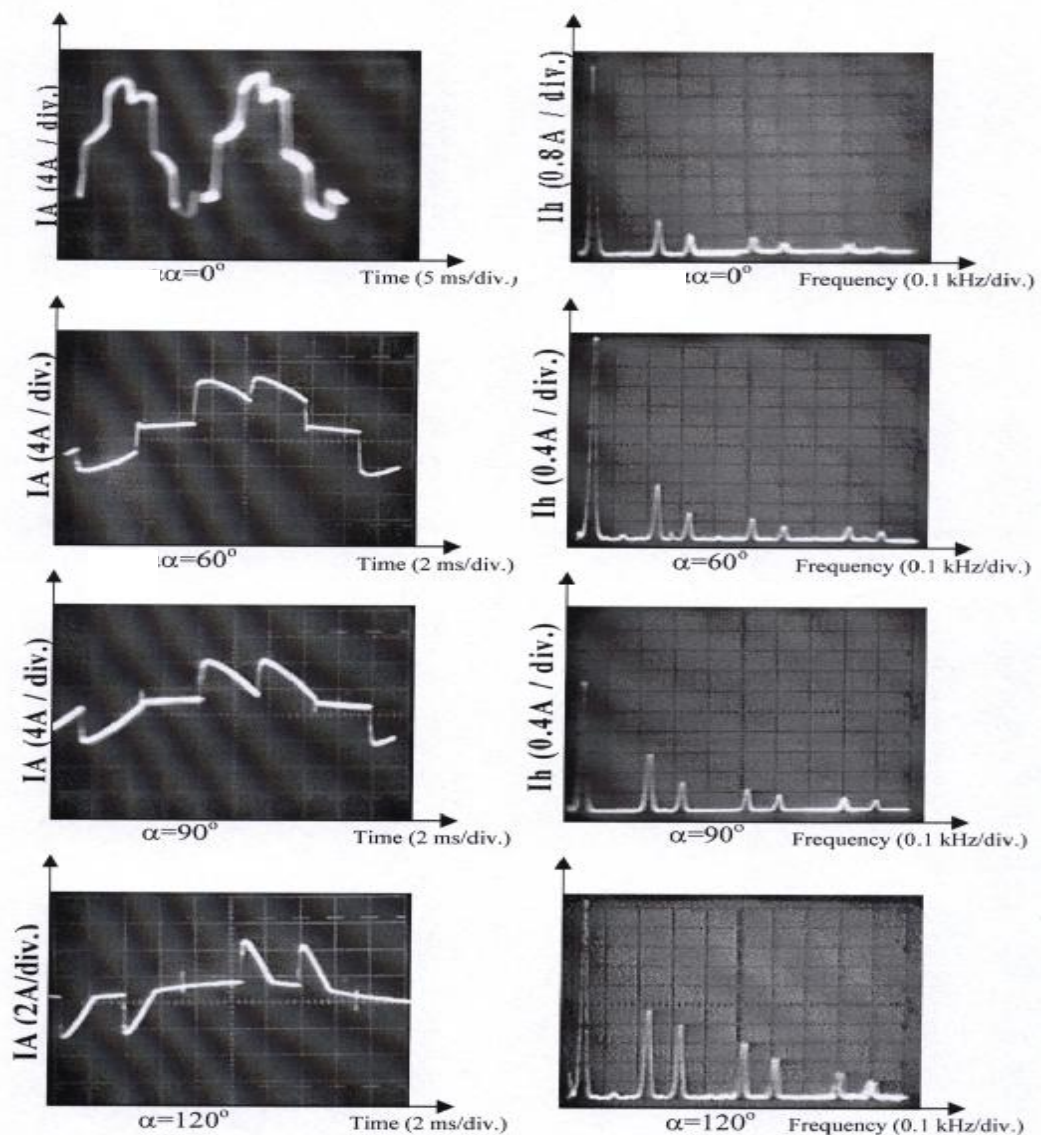 IA (4A / div.)
Ih (0.8A / div.)
α=0°
Time (5 ms/div.)
α=0°
Frequency (0.1 kHz/div.)
IA (4A / div.)
Ih (0.4A / div.)
α=60°
Time (2 ms/div.)
α=60°
Frequency (0.1 kHz/div.)
IA (4A / div.)
Ih (0.4A / div.)
α=90°
Time (2 ms/div.)
α=90°
Frequency (0.1 kHz/div.)
IA (2A/div.)
α=120°
Time (2 ms/div.)
α=120°
Frequency (0.1 kHz/div.)